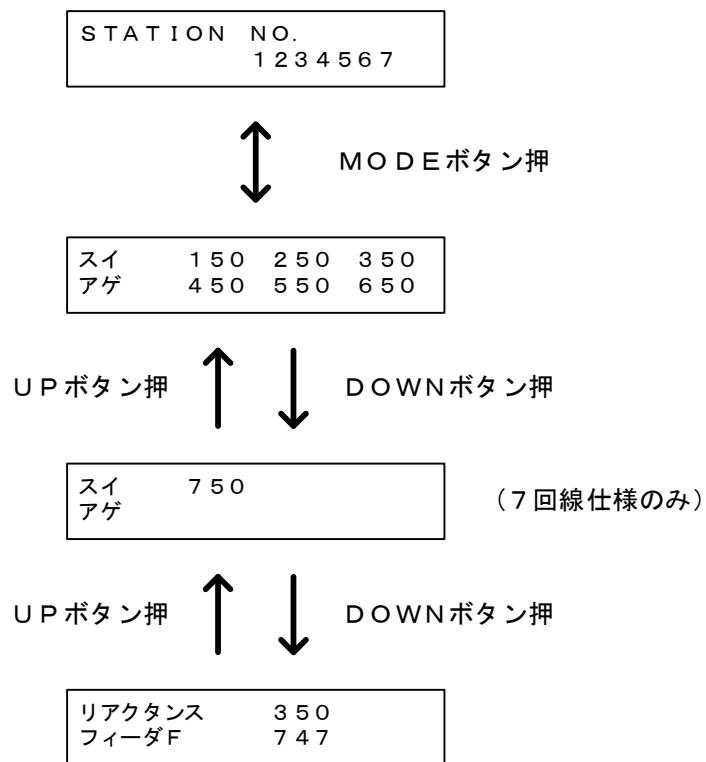 ＳＴＡＴＩＯＮ　ＮＯ．
１２３４５６７
ＭＯＤＥボタン押
スイ　１５０　２５０　３５０
アゲ　４５０　５５０　６５０
ＵＰボタン押　ＤＯＷＮボタン押
スイ　７５０
アゲ
（７回線仕様のみ）
ＵＰボタン押　ＤＯＷＮボタン押
リアクタンス　３５０
フィーダＦ　７４７